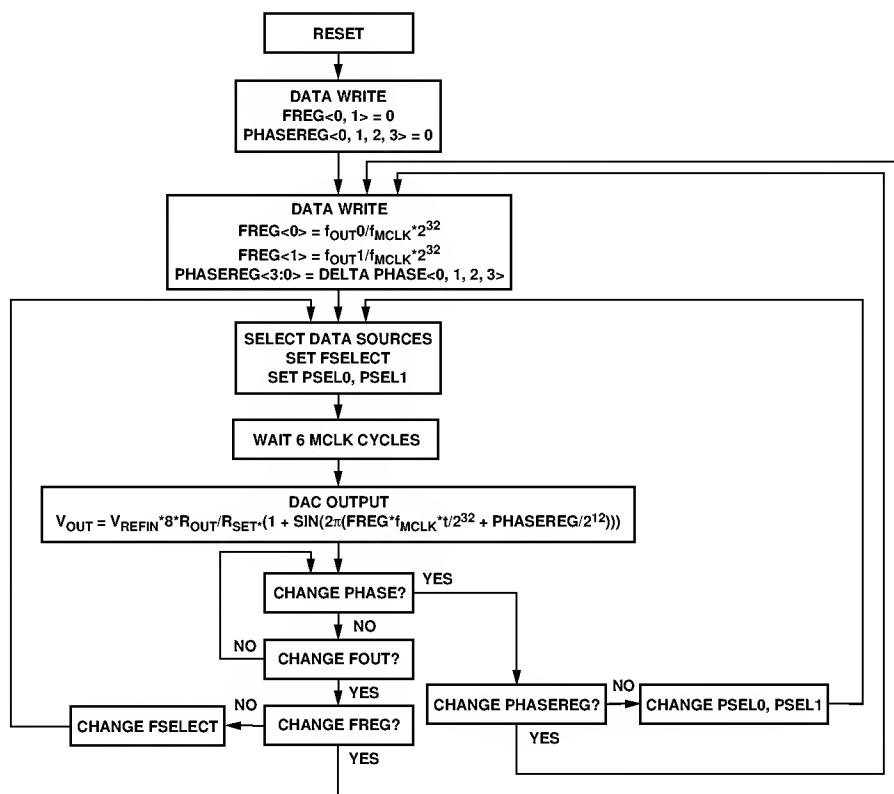 RESET
DATA WRITE
FREG<0, 1> = 0
PHASEREG<0, 1, 2, 3> = 0
DATA WRITE
FREG<0> = fOUT0/fMCLK*2^32
FREG<1> = fOUT1/fMCLK*2^32
PHASEREG<3:0> = DELTA PHASE<0, 1, 2, 3>
SELECT DATA SOURCES
SET FSELECT
SET PSEL0, PSEL1
WAIT 6 MCLK CYCLES
DAC OUTPUT
VOUT = VREFIN*8*ROUT/RSET*(1 + SIN(2π(FREG*fMCLK*t/2^32 + PHASEREG/2^12)))
CHANGE PHASE?
YES
NO
NO
CHANGE FOUT?
YES
NO
CHANGE FSELECT
CHANGE FREG?
YES
CHANGE PHASEREG?
NO
CHANGE PSEL0, PSEL1
YES